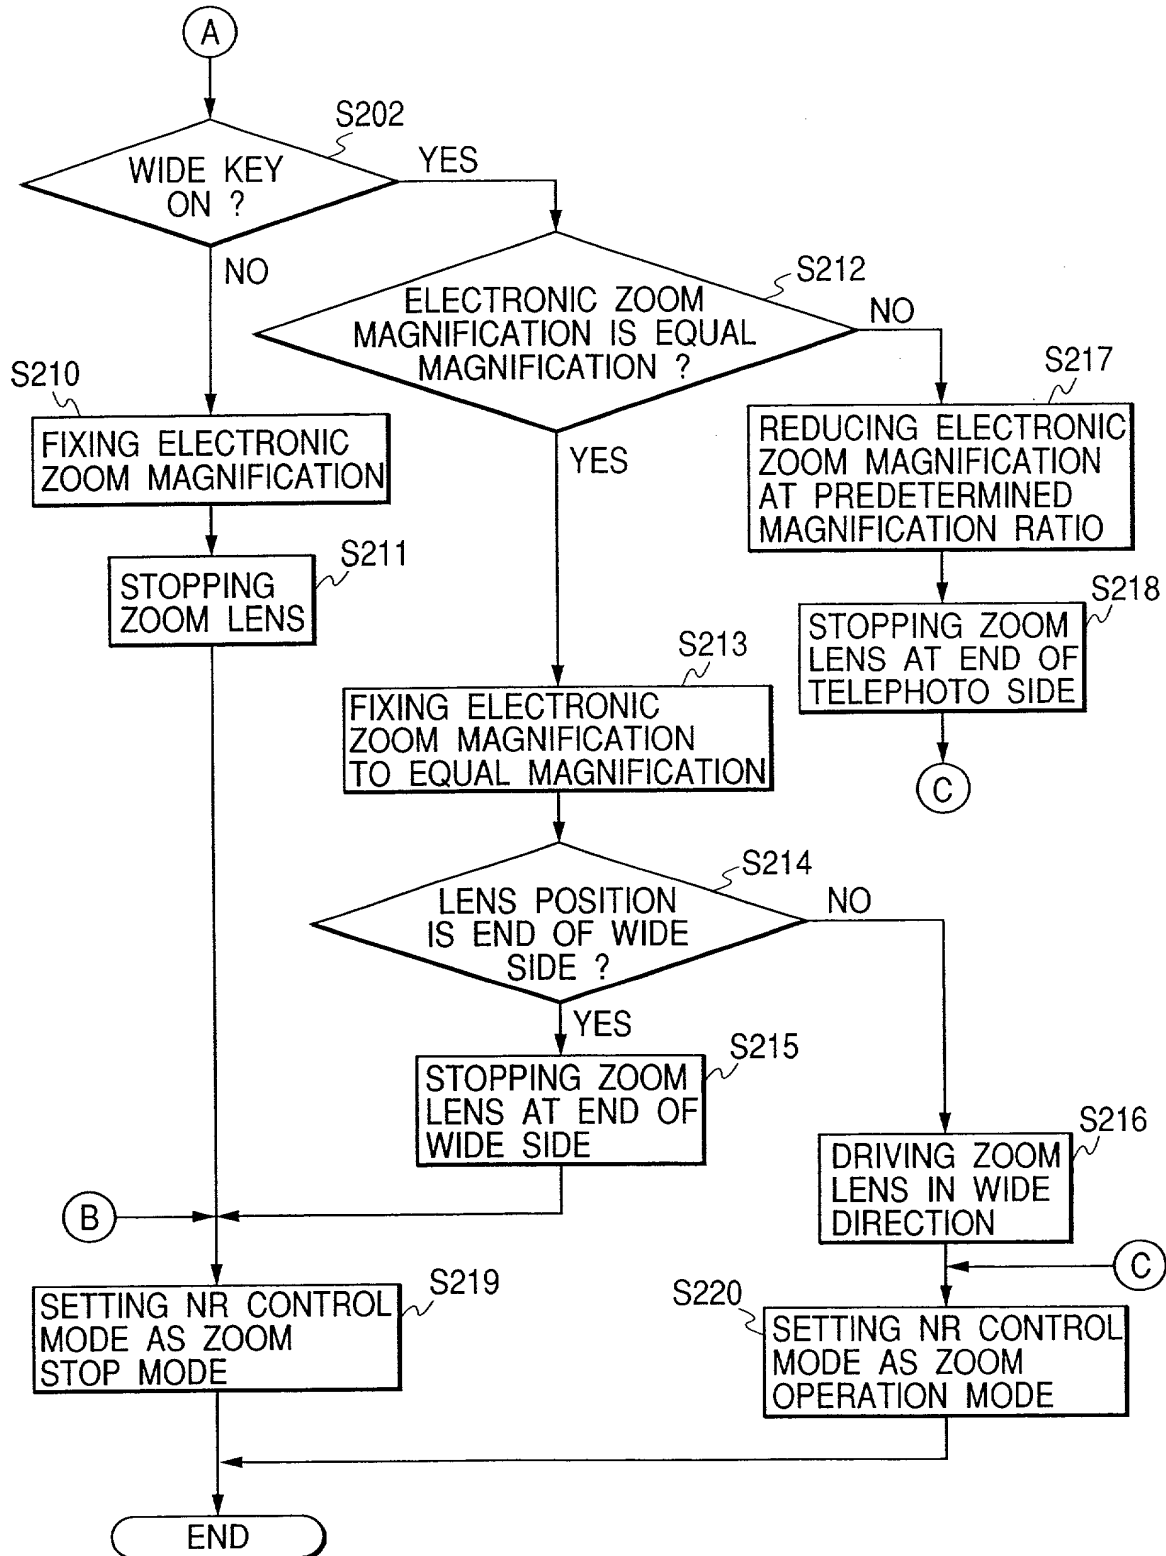 A
S202
WIDE KEY
ON ?
YES
NO
S212
ELECTRONIC ZOOM
MAGNIFICATION IS EQUAL
MAGNIFICATION ?
NO
YES
S210
FIXING ELECTRONIC
ZOOM MAGNIFICATION
S217
REDUCING ELECTRONIC
ZOOM MAGNIFICATION
AT PREDETERMINED
MAGNIFICATION RATIO
S211
STOPPING
ZOOM LENS
S218
STOPPING ZOOM
LENS AT END OF
TELEPHOTO SIDE
C
S213
FIXING ELECTRONIC
ZOOM MAGNIFICATION
TO EQUAL MAGNIFICATION
S214
LENS POSITION
IS END OF WIDE
SIDE ?
NO
YES
S215
STOPPING ZOOM
LENS AT END OF
WIDE SIDE
S216
DRIVING ZOOM
LENS IN WIDE
DIRECTION
B
C
S219
SETTING NR CONTROL
MODE AS ZOOM
STOP MODE
S220
SETTING NR CONTROL
MODE AS ZOOM
OPERATION MODE
END